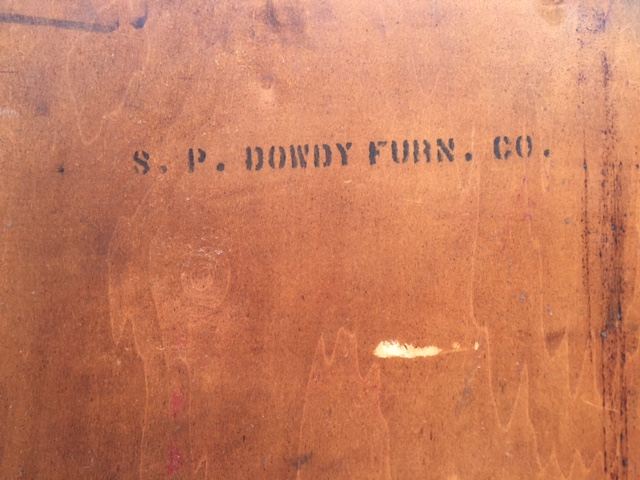 S. P. DOWDY FURN. CO.